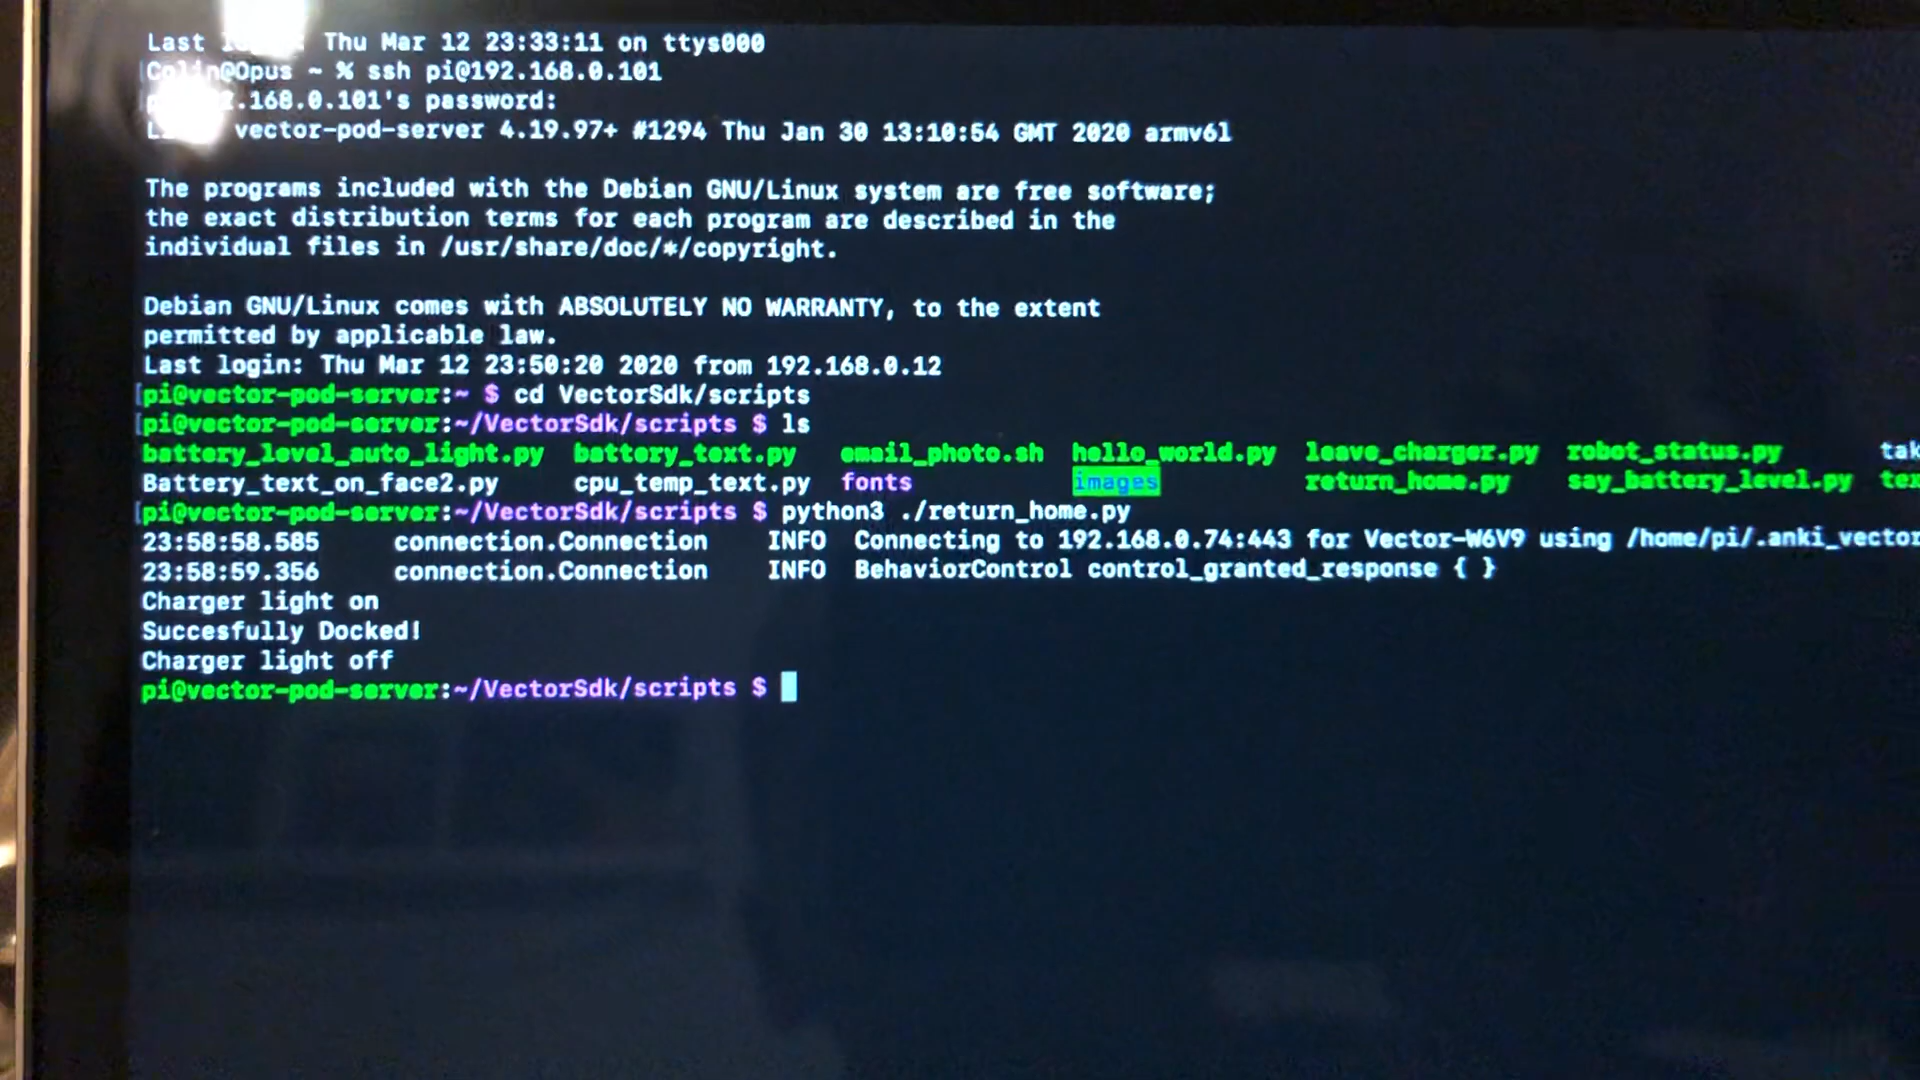 Last Thu Mar 12 23:33:11 on ttys000
Colin@Opus ~ % ssh pi@192.168.0.101
.168.0.101's password:
vector-pod-server 4.19.97+ #1294 Thu Jan 30 13:10:54 GMT 2020 armv6l
The programs included with the Debian GNU/Linux system are free software;
the exact distribution terms for each program are described in the
individual files in /usr/share/doc/*/copyright.
Debian GNU/Linux comes with ABSOLUTELY NO WARRANTY, to the extent
permitted by applicable law.
Last login: Thu Mar 12 23:50:20 2020 from 192.168.0.12
[pi@vector-pod-server:~ $ cd VectorSdk/scripts
[pi@vector-pod-server:~/VectorSdk/scripts $ ls
battery_level_auto_light.py battery_text.py email_photo.sh hello_world.py leave_charger.py robot_status.py tak
Battery_text_on_face2.py cpu_temp_text.py fonts images return_home.py say_battery_level.py tex
[pi@vector-pod-server:~/VectorSdk/scripts $ python3 ./return_home.py
23:58:58.585 connection.Connection INFO Connecting to 192.168.0.74:443 for Vector-W6V9 using /home/pi/.anki_vector
23:58:59.356 connection.Connection INFO BehaviorControl control_granted_response { }
Charger light on
Succesfully Docked!
Charger light off
pi@vector-pod-server:~/VectorSdk/scripts $